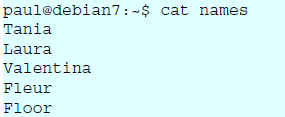 paul@debian7:~$ cat names
Tania
Laura
Valentina
Fleur
Floor